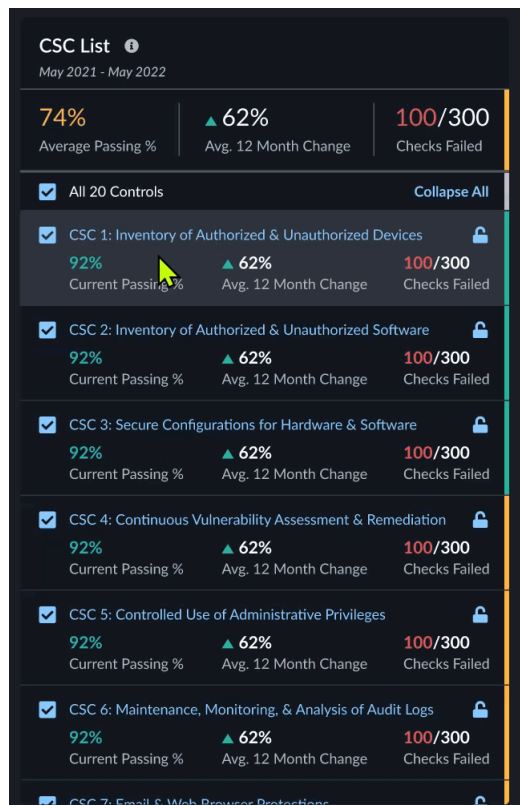 CSC List
May 2021 - May 2022
74% ▲ 62% 100/300
Average Passing % Avg. 12 Month Change Checks Failed
All 20 Controls Collapse All
CSC 1: Inventory of Authorized & Unauthorized Devices
92% ▲ 62% 100/300
Current Passing % Avg. 12 Month Change Checks Failed
CSC 2: Inventory of Authorized & Unauthorized Software
92% ▲ 62% 100/300
Current Passing % Avg. 12 Month Change Checks Failed
CSC 3: Secure Configurations for Hardware & Software
92% ▲ 62% 100/300
Current Passing % Avg. 12 Month Change Checks Failed
CSC 4: Continuous Vulnerability Assessment & Remediation
92% ▲ 62% 100/300
Current Passing % Avg. 12 Month Change Checks Failed
CSC 5: Controlled Use of Administrative Privileges
92% ▲ 62% 100/300
Current Passing % Avg. 12 Month Change Checks Failed
CSC 6: Maintenance, Monitoring, & Analysis of Audit Logs
92% ▲ 62% 100/300
Current Passing % Avg. 12 Month Change Checks Failed
CSC 7: Email & Web Browser Protections